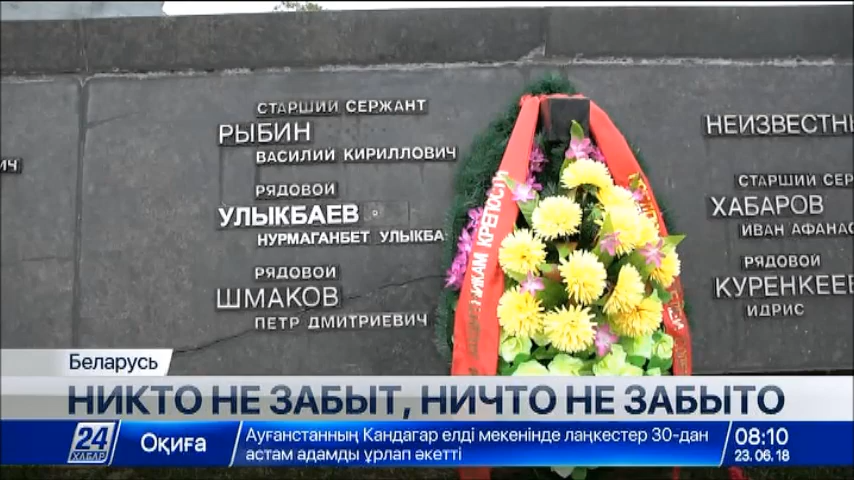 СТАРШИЙ СЕРЖАНТ
РЫБИН
ВАСИЛИЙ КИРИЛЛОВИЧ
РЯДОВОЙ
УЛЫКБАЕВ
НУРМАГАНБЕТ УЛЫКБА
РЯДОВОЙ
ШМАКОВ
ПЕТР ДМИТРИЕВИЧ
ИЧ
КРЕПОСТИ
НЕИЗВЕСТН
СТАРШИЙ СЕР
ХАБАРОВ
ИВАН АФАНАС
РЯДОВОЙ
КУРЕНКЕЕВ
ИДРИС
Беларусь
НИКТО НЕ ЗАБЫТ, НИЧТО НЕ ЗАБЫТО
24
ХАБАР
Оқиға
Ауғанстанның Кандагар елді мекенінде лаңкестер 30-дан
астам адамды ұрлап әкетті
08:10
23.06.18